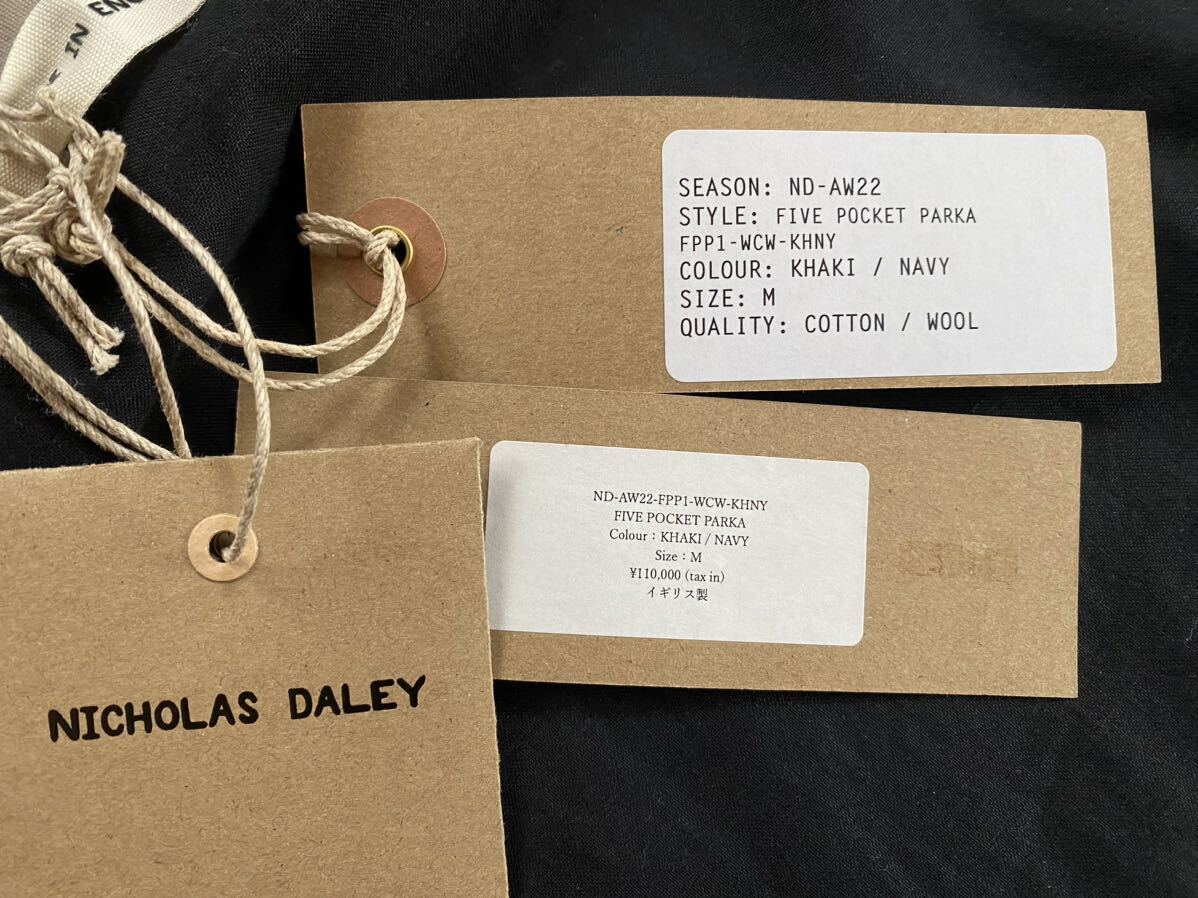 IN
SEASON: ND-AW22
STYLE: FIVE POCKET PARKA
FPP1-WCW-KHNY
COLOUR: KHAKI / NAVY
SIZE: M
QUALITY: COTTON / WOOL
ND-AW22-FPP1-WCW-KHNY
FIVE POCKET PARKA
Colour : KHAKI / NAVY
Size : M
¥110,000 (tax in)
イギリス製
NICHOLAS DALEY